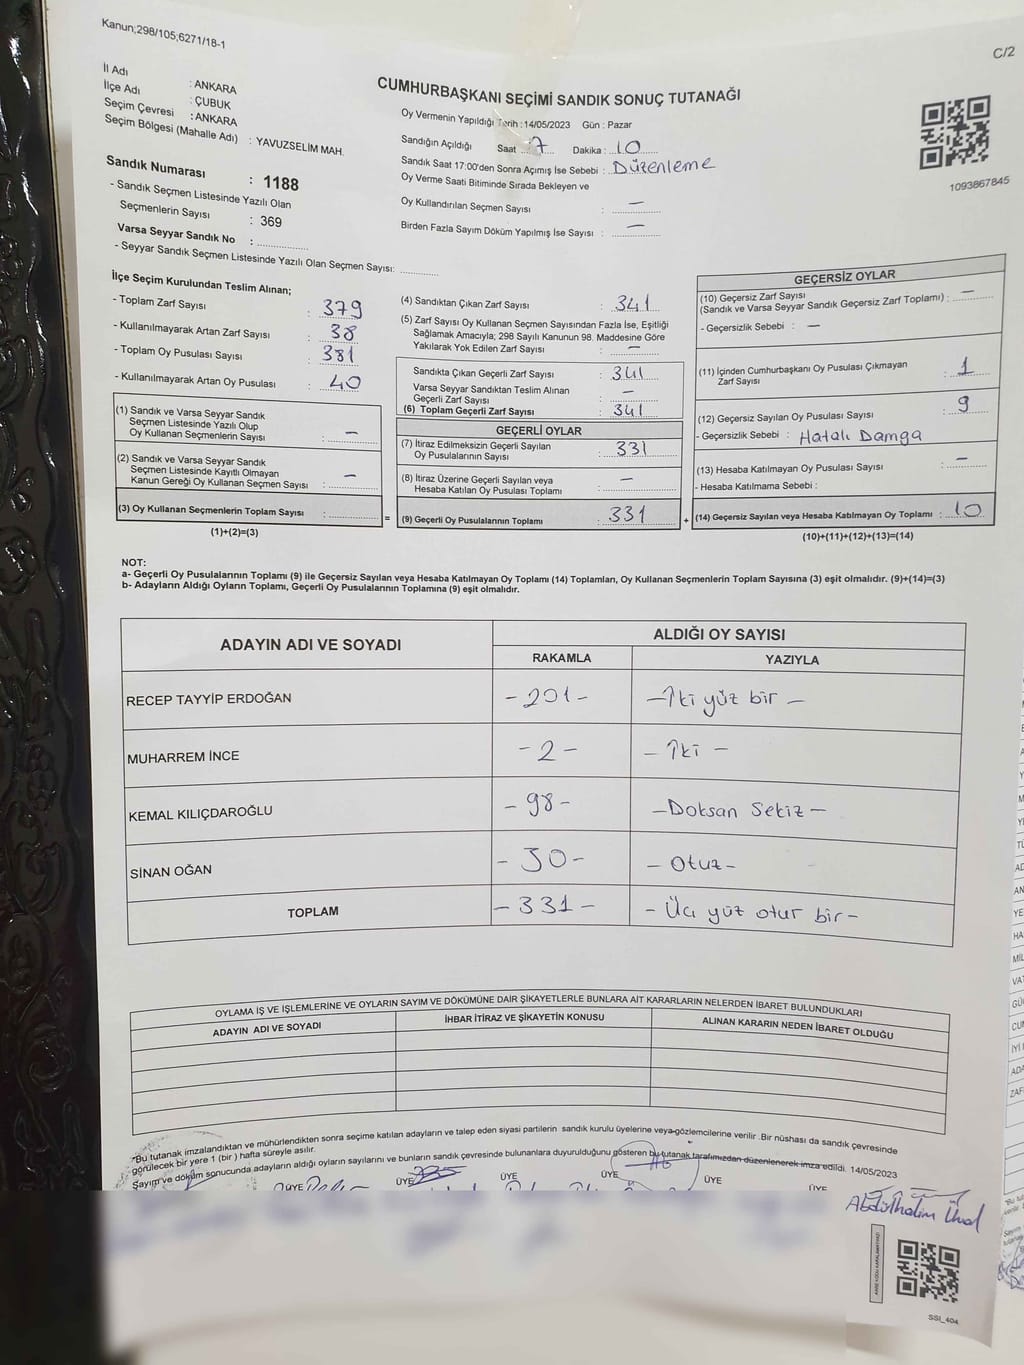 Kanun;298/105;6271/18-1
C/2
İl Adı : ANKARA
İlçe Adı : ÇUBUK
Seçim Çevresi : ANKARA
Seçim Bölgesi (Mahalle Adı) : YAVUZSELİM MAH.
Sandık Numarası : 1188
- Sandık Seçmen Listesinde Yazılı Olan
Seçmenlerin Sayısı : 369
Varsa Seyyar Sandık No :
- Seyyar Sandık Seçmen Listesinde Yazılı Olan Seçmen Sayısı:
CUMHURBAŞKANI SEÇİMİ SANDIK SONUÇ TUTANAĞI
Oy Vermenin Yapıldığı Tarih :14/05/2023 Gün : Pazar
Sandığın Açıldığı Saat : 7 Dakika : 10
Sandık Saat 17:00'den Sonra Açımış İse Sebebi : Düzenleme
Oy Verme Saati Bitiminde Sırada Bekleyen ve
Oy Kullandırılan Seçmen Sayısı : —
Birden Fazla Sayım Döküm Yapılmış İse Sayısı : —
1093867845
İlçe Seçim Kurulundan Teslim Alınan;
- Toplam Zarf Sayısı : 379
- Kullanılmayarak Artan Zarf Sayısı : 38
- Toplam Oy Pusulası Sayısı : 381
- Kullanılmayarak Artan Oy Pusulası : 40
(1) Sandık ve Varsa Seyyar Sandık
Seçmen Listesinde Yazılı Olup
Oy Kullanan Seçmenlerin Sayısı : —
(2) Sandık ve Varsa Seyyar Sandık
Seçmen Listesinde Kayıtlı Olmayan
Kanun Gereği Oy Kullanan Seçmen Sayısı : —
(3) Oy Kullanan Seçmenlerin Toplam Sayısı :
(1)+(2)=(3)
(4) Sandıktan Çıkan Zarf Sayısı : 341
(5) Zarf Sayısı Oy Kullanan Seçmen Sayısından Fazla İse, Eşitliği
Sağlamak Amacıyla; 298 Sayılı Kanunun 98. Maddesine Göre
Yakılarak Yok Edilen Zarf Sayısı : —
Sandıkta Çıkan Geçerli Zarf Sayısı : 341
Varsa Seyyar Sandıktan Teslim Alınan
Geçerli Zarf Sayısı : —
(6) Toplam Geçerli Zarf Sayısı : 341
GEÇERLİ OYLAR
(7) İtiraz Edilmeksizin Geçerli Sayılan
Oy Pusulalarının Sayısı : 331
(8) İtiraz Üzerine Geçerli Sayılan veya
Hesaba Katılan Oy Pusulası Toplamı : —
= (9) Geçerli Oy Pusulalarının Toplamı : 331
GEÇERSİZ OYLAR
(10) Geçersiz Zarf Sayısı
(Sandık ve Varsa Seyyar Sandık Geçersiz Zarf Toplamı) : —
- Geçersizlik Sebebi : —
(11) İçinden Cumhurbaşkanı Oy Pusulası Çıkmayan
Zarf Sayısı : 1
(12) Geçersiz Sayılan Oy Pusulası Sayısı : 9
- Geçersizlik Sebebi : Hatalı Damga
(13) Hesaba Katılmayan Oy Pusulası Sayısı : —
- Hesaba Katılmama Sebebi :
+ (14) Geçersiz Sayılan veya Hesaba Katılmayan Oy Toplamı : 10
(10)+(11)+(12)+(13)=(14)
NOT:
a- Geçerli Oy Pusulalarının Toplamı (9) ile Geçersiz Sayılan veya Hesaba Katılmayan Oy Toplamı (14) Toplamları, Oy Kullanan Seçmenlerin Toplam Sayısına (3) eşit olmalıdır. (9)+(14)=(3)
b- Adayların Aldığı Oyların Toplamı, Geçerli Oy Pusulalarının Toplamına (9) eşit olmalıdır.
ADAYIN ADI VE SOYADI ALDIĞI OY SAYISI
RAKAMLA YAZIYLA
RECEP TAYYİP ERDOĞAN - 201 - - İki yüz bir -
MUHARREM İNCE - 2 - - İki -
KEMAL KILIÇDAROĞLU - 98 - - Doksan Sekiz -
SİNAN OĞAN - 30 - - Otuz -
TOPLAM - 331 - - Üç yüz otuz bir -
OYLAMA İŞ VE İŞLEMLERİNE VE OYLARIN SAYIM VE DÖKÜMÜNE DAİR ŞİKAYETLERLE BUNLARA AİT KARARLARIN NELERDEN İBARET BULUNDUKLARI
ADAYIN ADI VE SOYADI İHBAR İTİRAZ VE ŞİKAYETİN KONUSU ALINAN KARARIN NEDEN İBARET OLDUĞU
"Bu tutanak imzalandıktan ve mühürlendikten sonra seçime katılan adayların ve talep eden siyasi partilerin sandık kurulu üyelerine veya gözlemcilerine verilir .Bir nüshası da sandık çevresinde
görülecek bir yere 1 (bir ) hafta süreyle asılır.
Sayım ve döküm sonucunda adayların aldığı oyların sayılarını ve bunların sandık çevresinde bulunanlara duyurulduğunu gösteren bu tutanak tarafımızdan düzenlenerek imza edildi. 14/05/2023
ÜYE ÜYE ÜYE ÜYE ÜYE
SSI_404